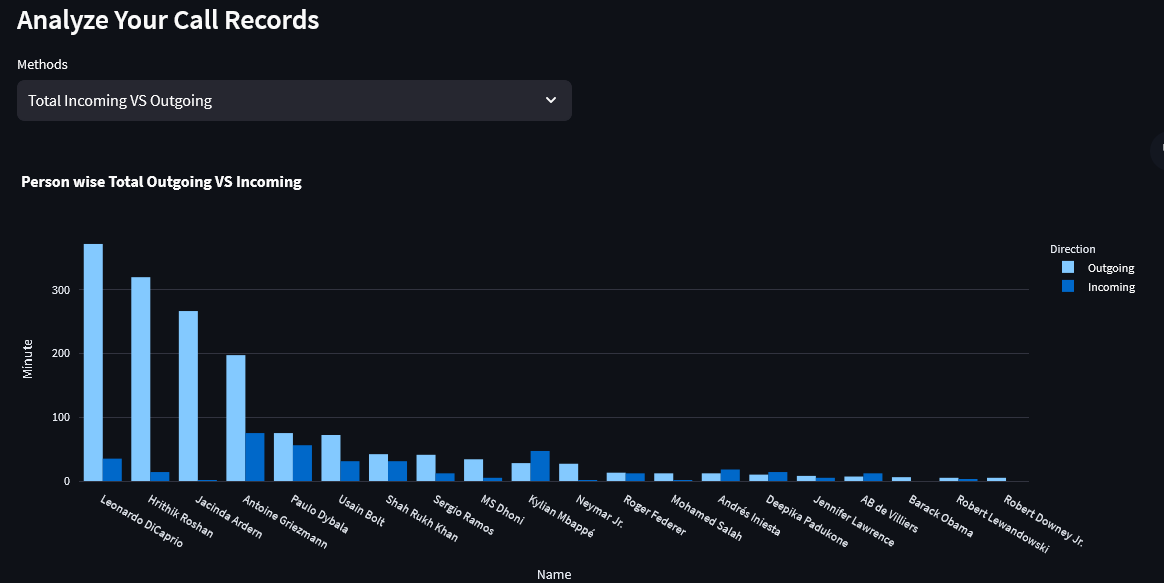 Analyze Your Call Records
Methods
Total Incoming VS Outgoing
Person wise Total Outgoing VS Incoming
Direction
Outgoing
Incoming
Minute
300
200
100
0
Leonardo DiCaprio
Hrithik Roshan
Jacinda Ardern
Antoine Griezmann
Paulo Dybala
Usain Bolt
Shah Rukh Khan
Sergio Ramos
MS Dhoni
Kylian Mbappé
Neymar Jr.
Roger Federer
Mohamed Salah
Andrés Iniesta
Deepika Padukone
Jennifer Lawrence
AB de Villiers
Barack Obama
Robert Lewandowski
Robert Downey Jr.
Name